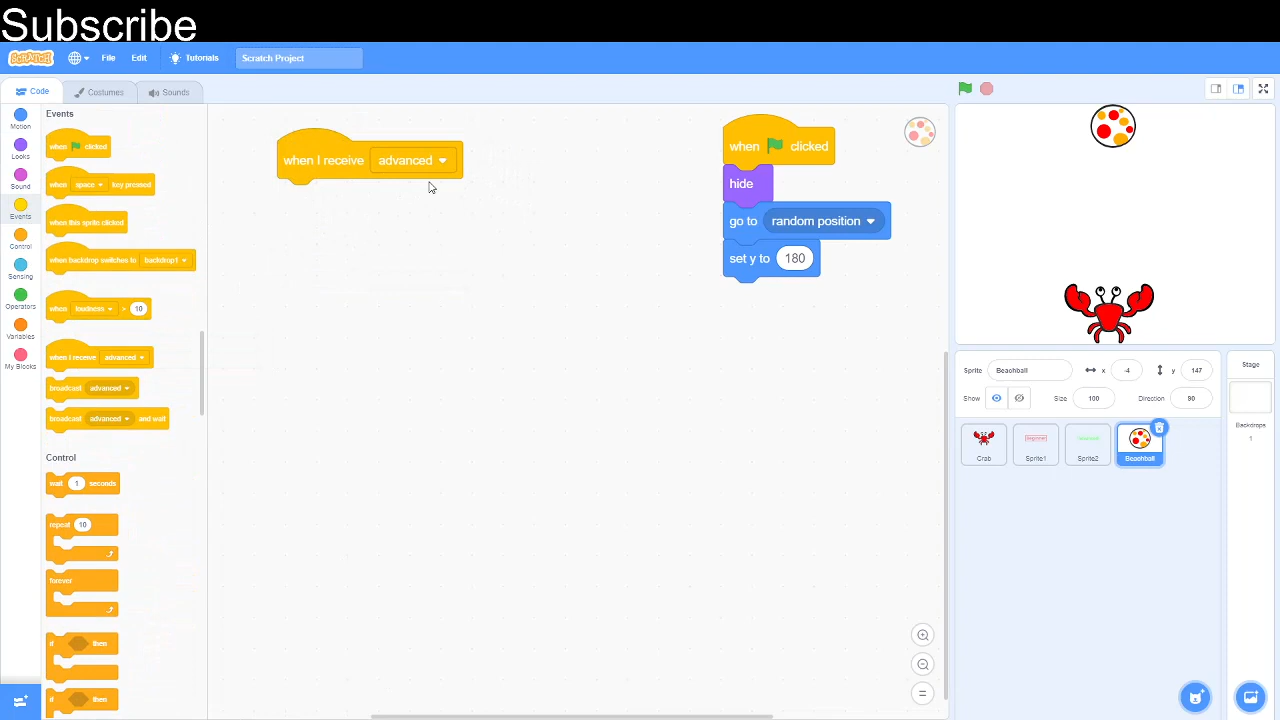 Subscribe
SCRATCH File Edit Tutorials Scratch Project
Code Costumes Sounds
Motion
Looks
Sound
Events
Control
Sensing
Operators
Variables
My Blocks
Events
when clicked
when space key pressed
when this sprite clicked
when backdrop switches to backdrop1
when loudness > 10
when I receive advanced
broadcast advanced
broadcast advanced and wait
Control
wait 1 seconds
repeat 10
forever
if then
if then
when I receive advanced
when clicked
hide
go to random position
set y to 180
Sprite Beachball x -4 y 147
Show Size 100 Direction 90
Crab Sprite1 Sprite2 Beachball
Stage
Backdrops
1